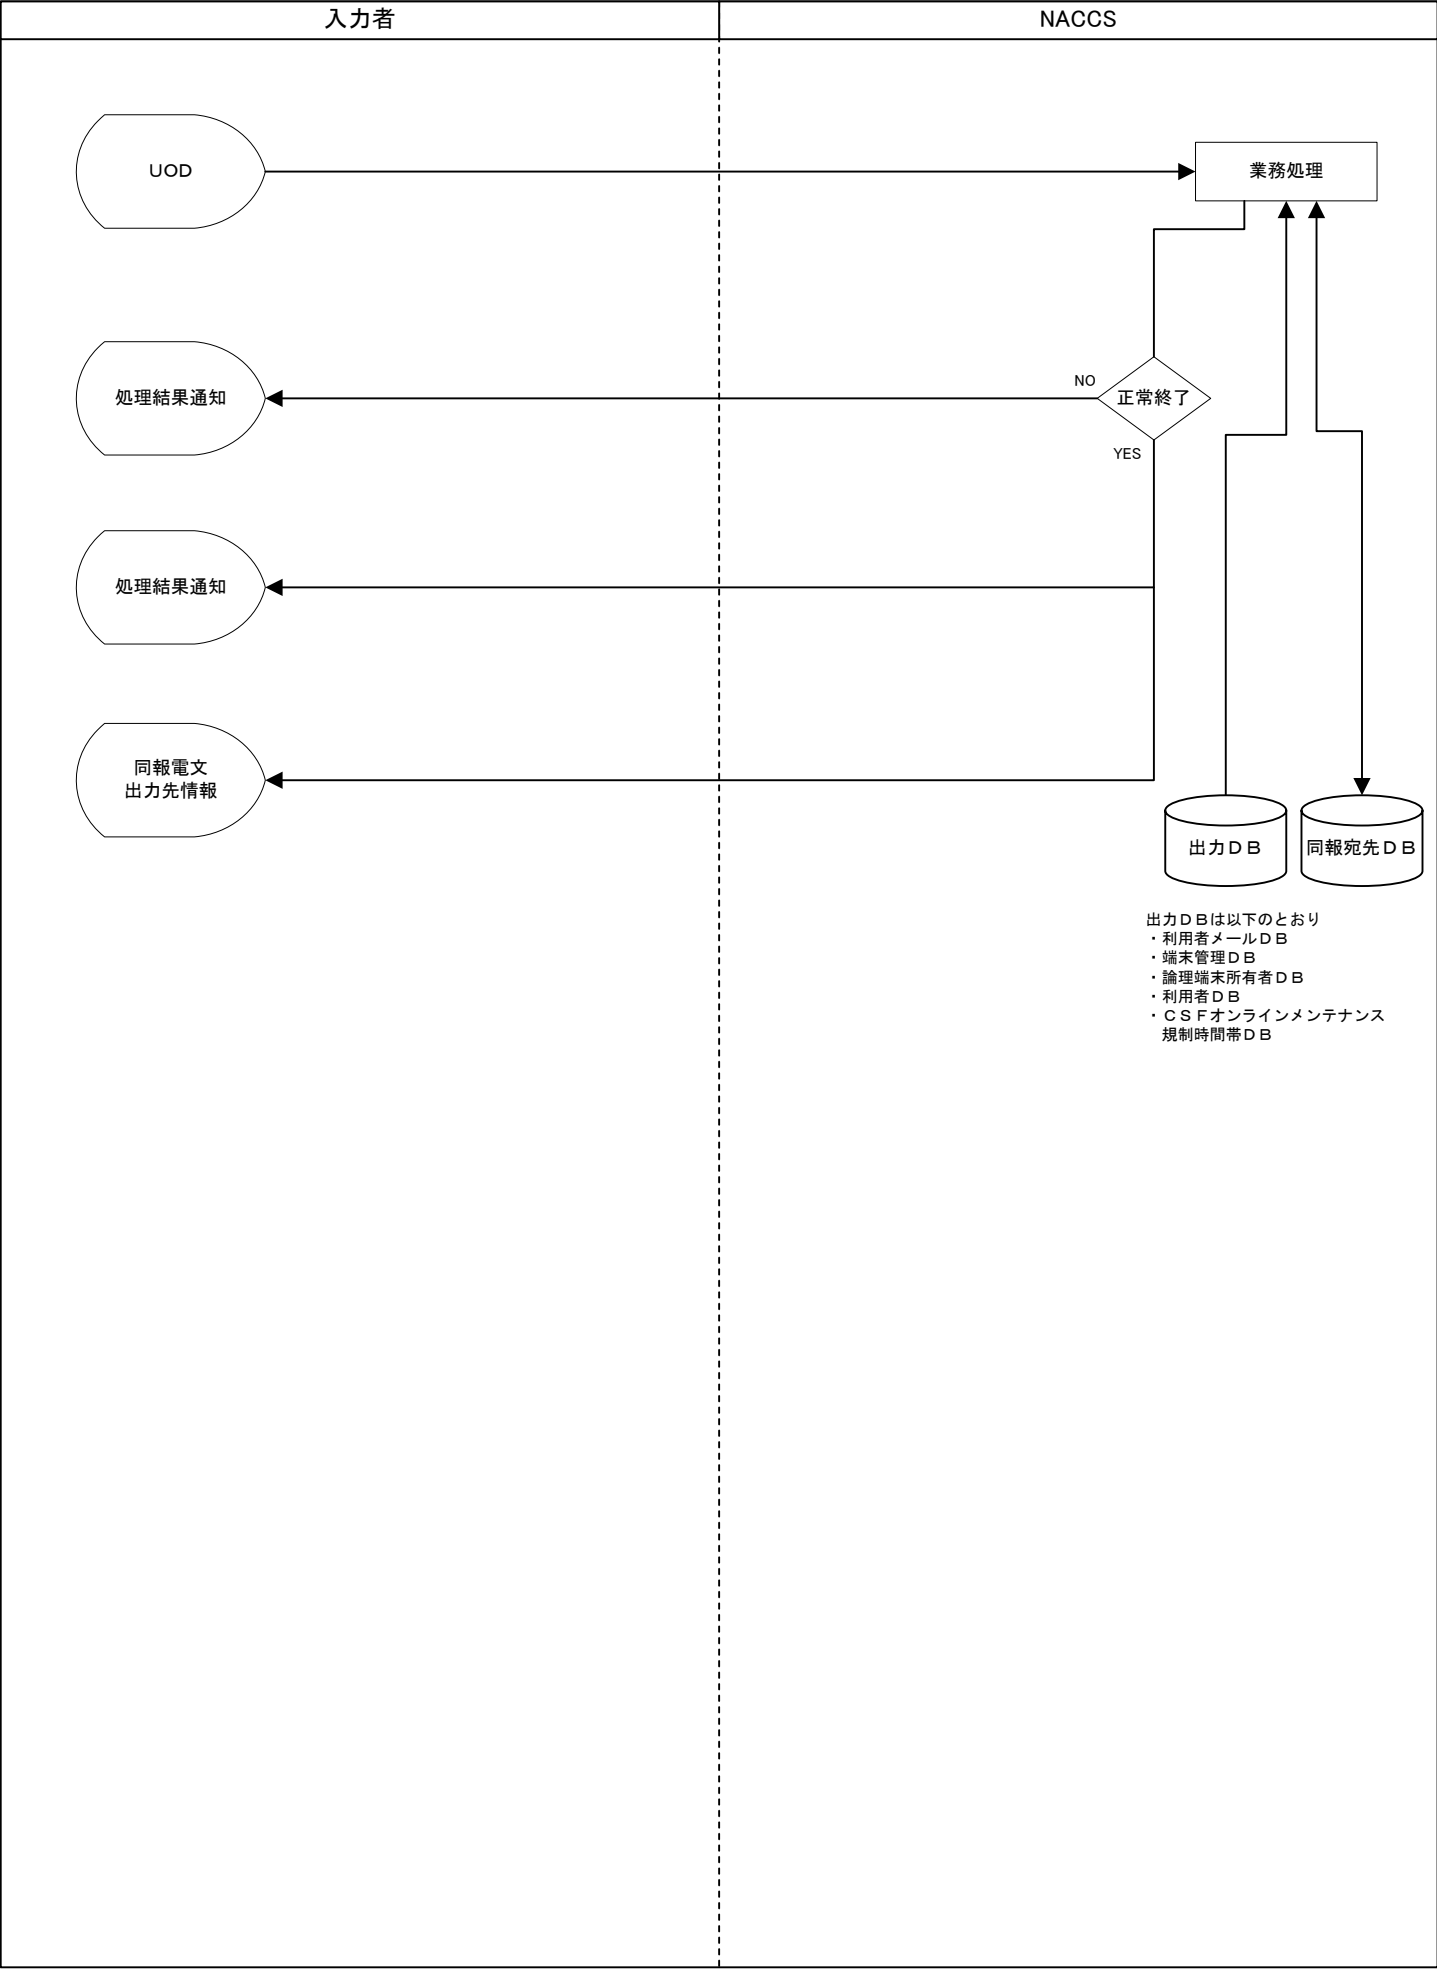 入力者
NACCS
UOD
業務処理
NO
処理結果通知
正常終了
YES
処理結果通知
同報電文
出力先情報
出力ＤＢ
同報宛先ＤＢ
出力ＤＢは以下のとおり
・利用者メールＤＢ
・端末管理ＤＢ
・論理端末所有者ＤＢ
・利用者ＤＢ
・ＣＳＦオンラインメンテナンス
規制時間帯ＤＢ